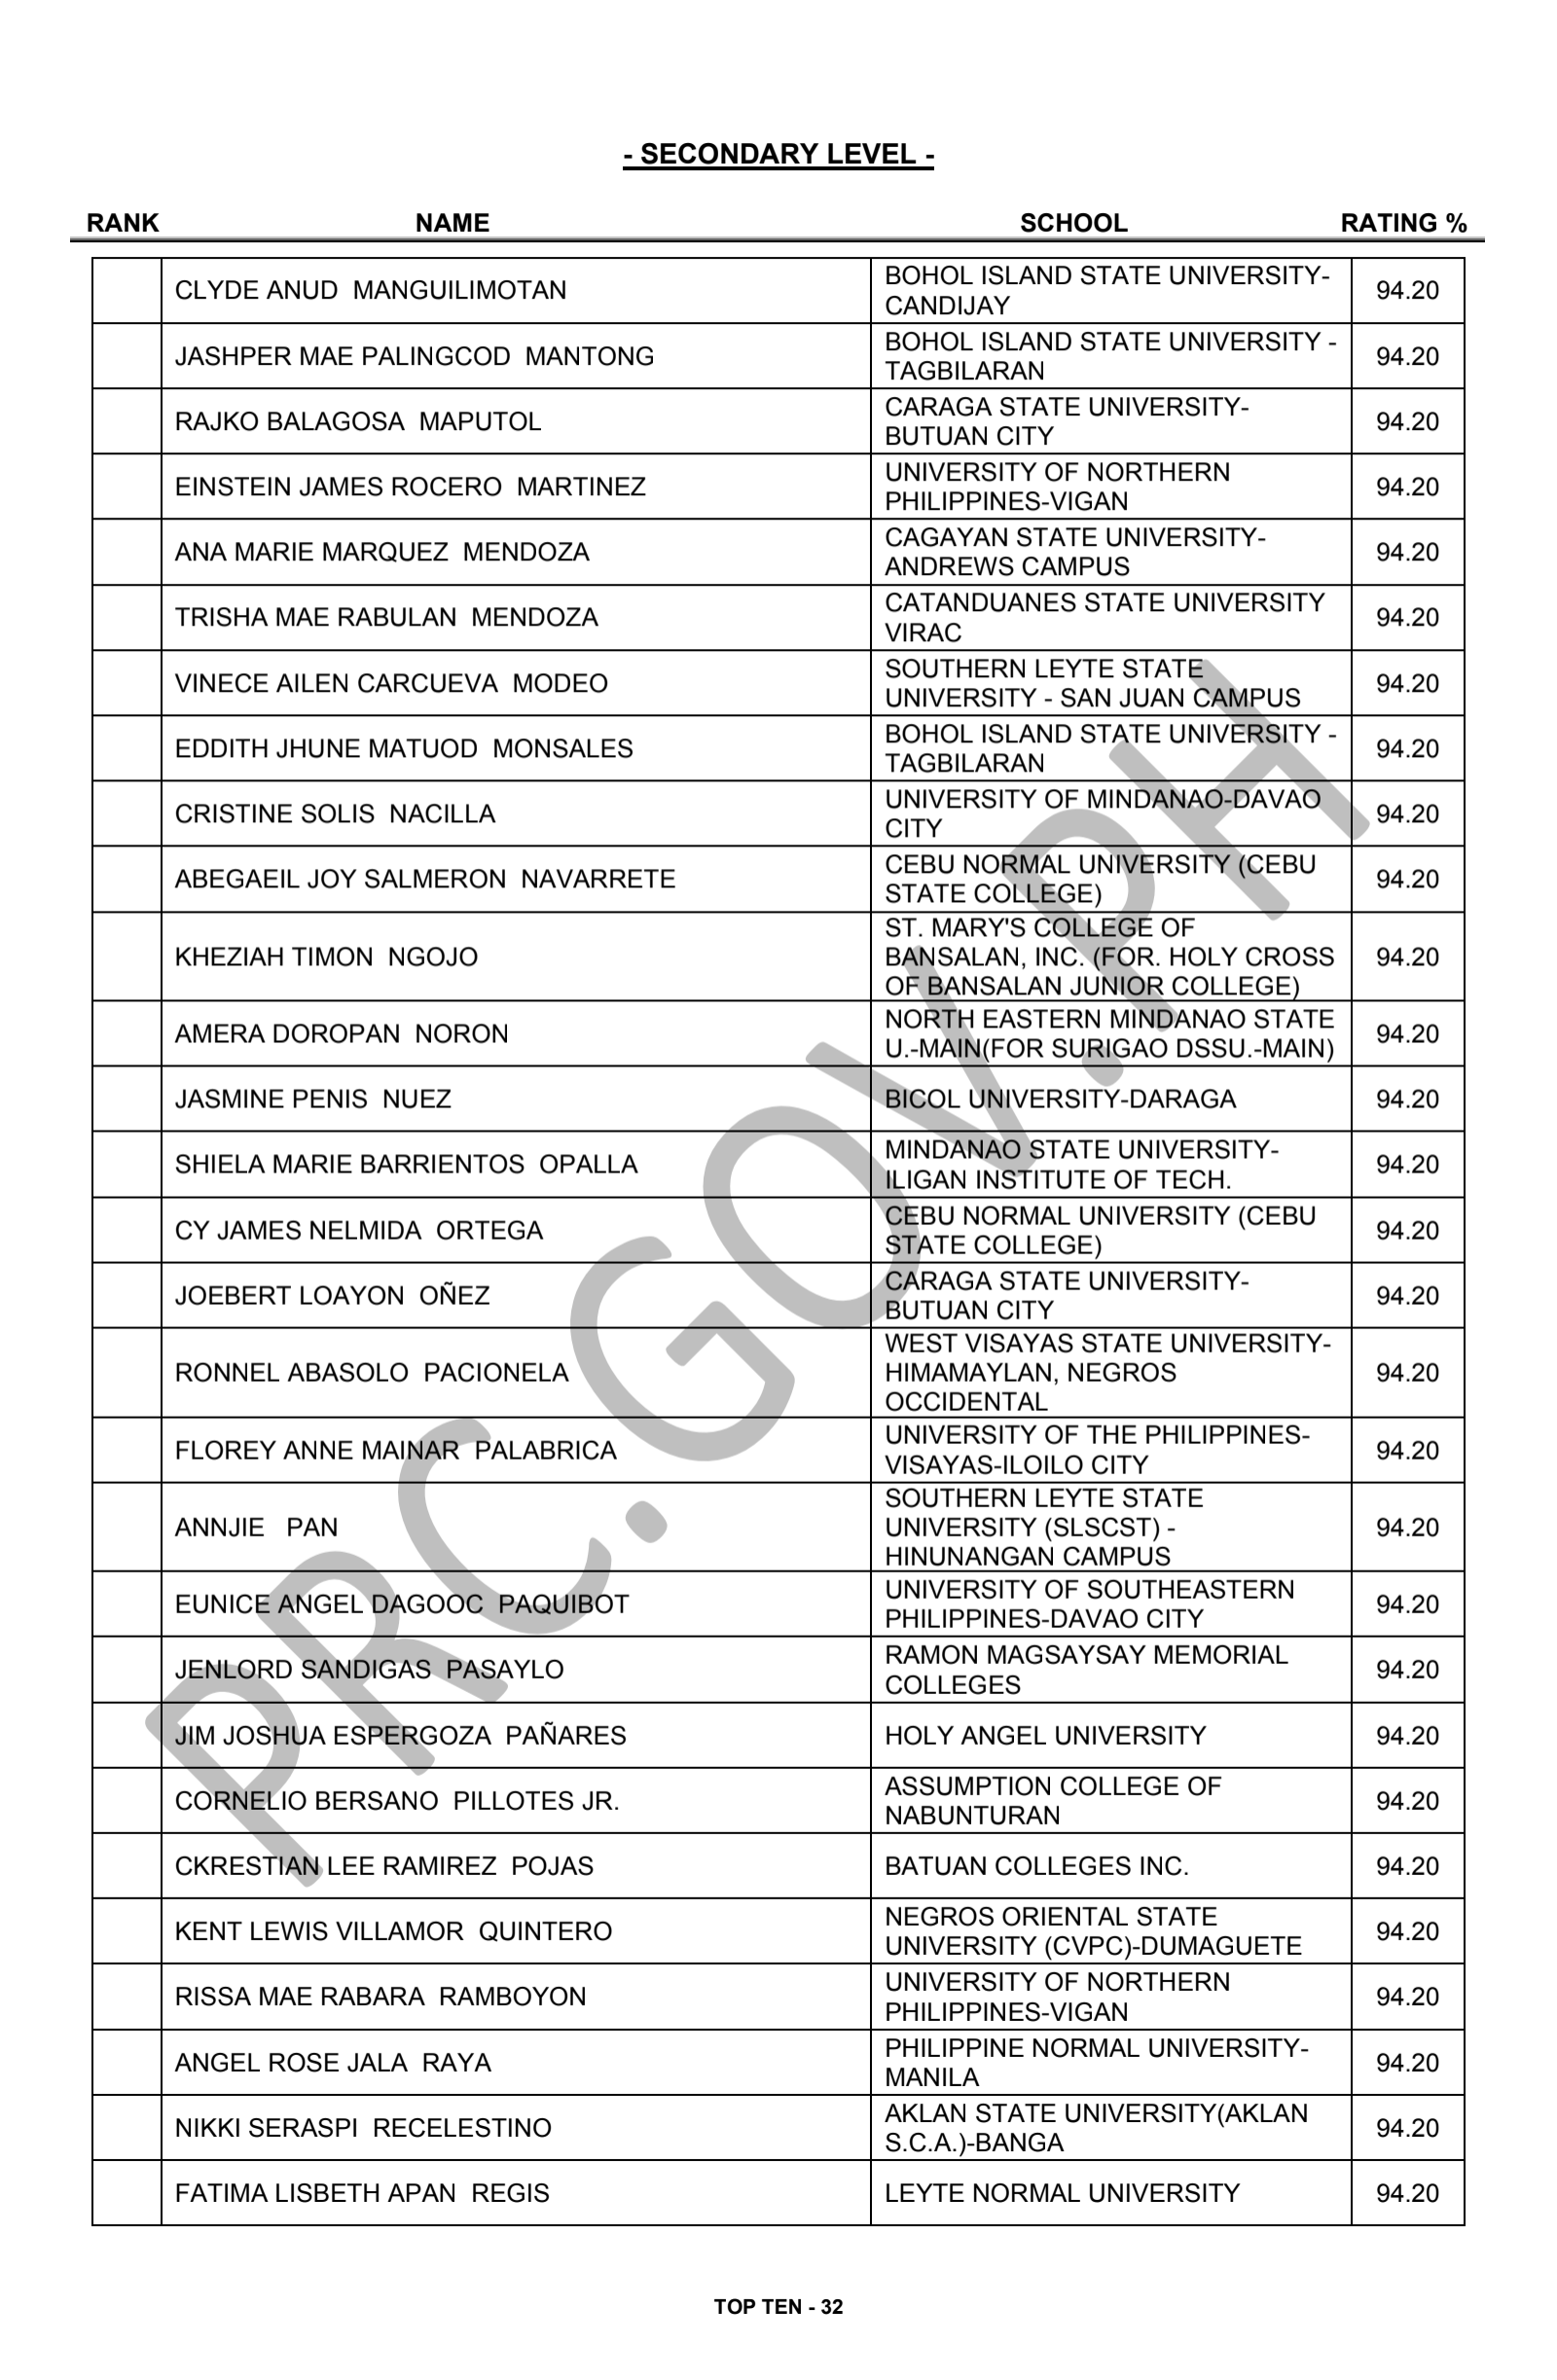 - SECONDARY LEVEL -
RANK NAME SCHOOL RATING %
CLYDE ANUD  MANGUILIMOTAN BOHOL ISLAND STATE UNIVERSITY-
CANDIJAY 94.20
JASHPER MAE PALINGCOD  MANTONG BOHOL ISLAND STATE UNIVERSITY -
TAGBILARAN 94.20
RAJKO BALAGOSA  MAPUTOL CARAGA STATE UNIVERSITY-
BUTUAN CITY 94.20
EINSTEIN JAMES ROCERO  MARTINEZ UNIVERSITY OF NORTHERN
PHILIPPINES-VIGAN 94.20
ANA MARIE MARQUEZ  MENDOZA CAGAYAN STATE UNIVERSITY-
ANDREWS CAMPUS 94.20
TRISHA MAE RABULAN  MENDOZA CATANDUANES STATE UNIVERSITY
VIRAC 94.20
VINECE AILEN CARCUEVA  MODEO SOUTHERN LEYTE STATE
UNIVERSITY - SAN JUAN CAMPUS 94.20
EDDITH JHUNE MATUOD  MONSALES BOHOL ISLAND STATE UNIVERSITY -
TAGBILARAN 94.20
CRISTINE SOLIS  NACILLA UNIVERSITY OF MINDANAO-DAVAO
CITY 94.20
ABEGAEIL JOY SALMERON  NAVARRETE CEBU NORMAL UNIVERSITY (CEBU
STATE COLLEGE) 94.20
KHEZIAH TIMON  NGOJO ST. MARY'S COLLEGE OF
BANSALAN, INC. (FOR. HOLY CROSS
OF BANSALAN JUNIOR COLLEGE) 94.20
AMERA DOROPAN  NORON NORTH EASTERN MINDANAO STATE
U.-MAIN(FOR SURIGAO DSSU.-MAIN) 94.20
JASMINE PENIS  NUEZ BICOL UNIVERSITY-DARAGA 94.20
SHIELA MARIE BARRIENTOS  OPALLA MINDANAO STATE UNIVERSITY-
ILIGAN INSTITUTE OF TECH. 94.20
CY JAMES NELMIDA  ORTEGA CEBU NORMAL UNIVERSITY (CEBU
STATE COLLEGE) 94.20
JOEBERT LOAYON  OÑEZ CARAGA STATE UNIVERSITY-
BUTUAN CITY 94.20
RONNEL ABASOLO  PACIONELA WEST VISAYAS STATE UNIVERSITY-
HIMAMAYLAN, NEGROS
OCCIDENTAL 94.20
FLOREY ANNE MAINAR  PALABRICA UNIVERSITY OF THE PHILIPPINES-
VISAYAS-ILOILO CITY 94.20
ANNJIE   PAN SOUTHERN LEYTE STATE
UNIVERSITY (SLSCST) -
HINUNANGAN CAMPUS 94.20
EUNICE ANGEL DAGOOC  PAQUIBOT UNIVERSITY OF SOUTHEASTERN
PHILIPPINES-DAVAO CITY 94.20
JENLORD SANDIGAS  PASAYLO RAMON MAGSAYSAY MEMORIAL
COLLEGES 94.20
JIM JOSHUA ESPERGOZA  PAÑARES HOLY ANGEL UNIVERSITY 94.20
CORNELIO BERSANO  PILLOTES JR. ASSUMPTION COLLEGE OF
NABUNTURAN 94.20
CKRESTIAN LEE RAMIREZ  POJAS BATUAN COLLEGES INC. 94.20
KENT LEWIS VILLAMOR  QUINTERO NEGROS ORIENTAL STATE
UNIVERSITY (CVPC)-DUMAGUETE 94.20
RISSA MAE RABARA  RAMBOYON UNIVERSITY OF NORTHERN
PHILIPPINES-VIGAN 94.20
ANGEL ROSE JALA  RAYA PHILIPPINE NORMAL UNIVERSITY-
MANILA 94.20
NIKKI SERASPI  RECELESTINO AKLAN STATE UNIVERSITY(AKLAN
S.C.A.)-BANGA 94.20
FATIMA LISBETH APAN  REGIS LEYTE NORMAL UNIVERSITY 94.20
PRC.GOV.PH
TOP TEN - 32